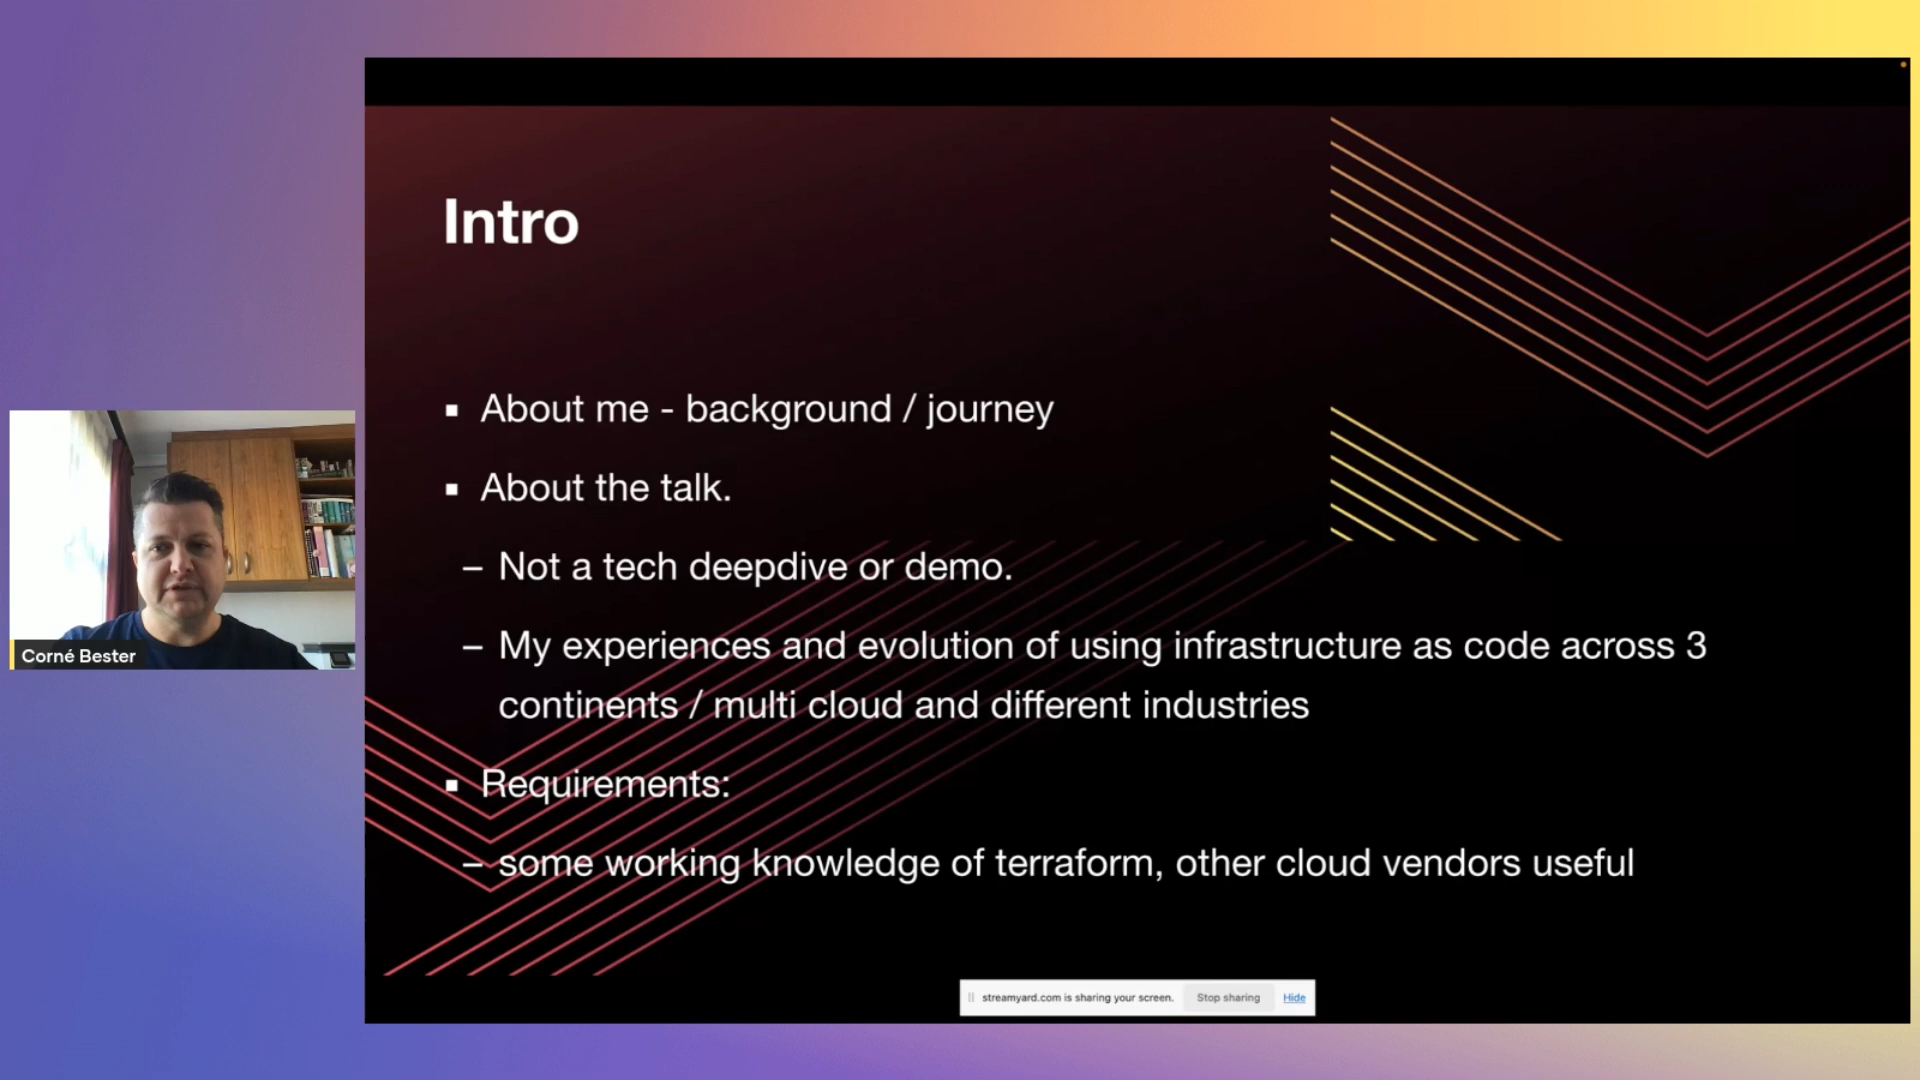 Intro
About me - background / journey
About the talk.
– Not a tech deepdive or demo.
– My experiences and evolution of using infrastructure as code across 3
continents / multi cloud and different industries
Requirements:
– some working knowledge of terraform, other cloud vendors useful
Corné Bester
streamyard.com is sharing your screen. Stop sharing Hide